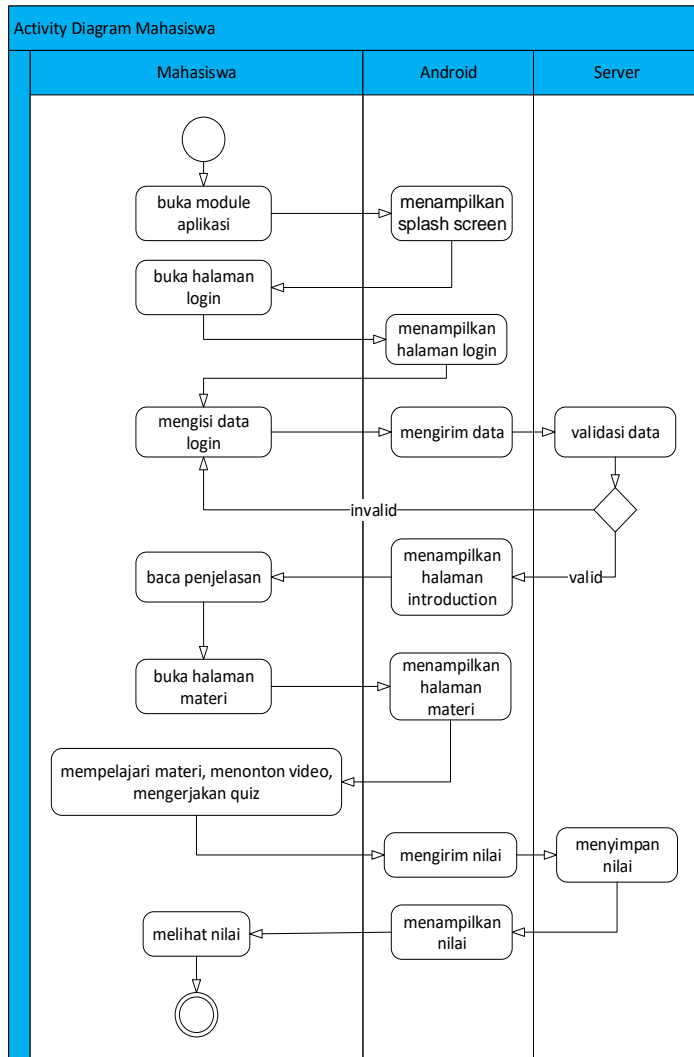 Activity Diagram Mahasiswa
Mahasiswa
Android
Server
buka module
aplikasi
menampilkan
splash screen
buka halaman
login
menampilkan
halaman login
mengisi data
login
mengirim data
validasi data
invalid
baca penjelasan
menampilkan
halaman
introduction
valid
buka halaman
materi
menampilkan
halaman
materi
mempelajari materi, menonton video,
mengerjakan quiz
mengirim nilai
menyimpan
nilai
melihat nilai
menampilkan
nilai